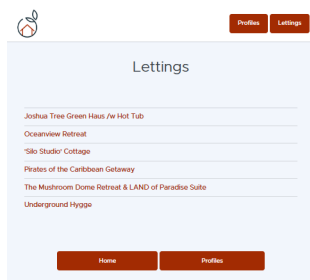 Profiles
Lettings
Lettings
Joshua Tree Green Haus /w Hot Tub
Oceanview Retreat
'Silo Studio' Cottage
Pirates of the Caribbean Getaway
The Mushroom Dome Retreat & LAND of Paradise Suite
Underground Hygge
Home
Profiles